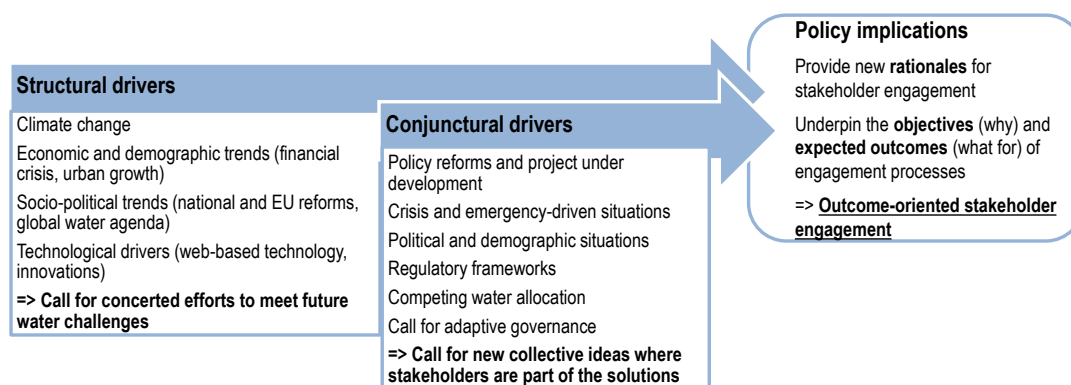 Structural drivers
Climate change
Economic and demographic trends (financial
crisis, urban growth)
Socio-political trends (national and EU reforms,
global water agenda)
Technological drivers (web-based technology,
innovations)
=> Call for concerted efforts to meet future
water challenges
Conjunctural drivers
Policy reforms and project under
development
Crisis and emergency-driven situations
Political and demographic situations
Regulatory frameworks
Competing water allocation
Call for adaptive governance
=> Call for new collective ideas where
stakeholders are part of the solutions
Policy implications
Provide new rationales for
stakeholder engagement
Underpin the objectives (why) and
expected outcomes (what for) of
engagement processes
=> Outcome-oriented stakeholder
engagement